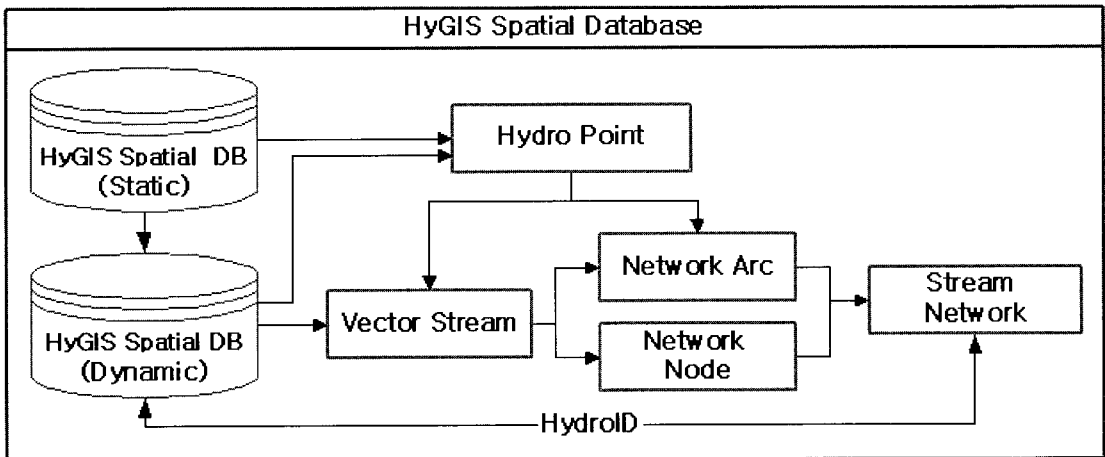 HyGIS Spatial Database
HyGIS Spatial DB
(Static)
Hydro Point
HyGIS Spatial DB
(Dynamic)
Vector Stream
Network Arc
Network
Node
Stream
Network
HydroID